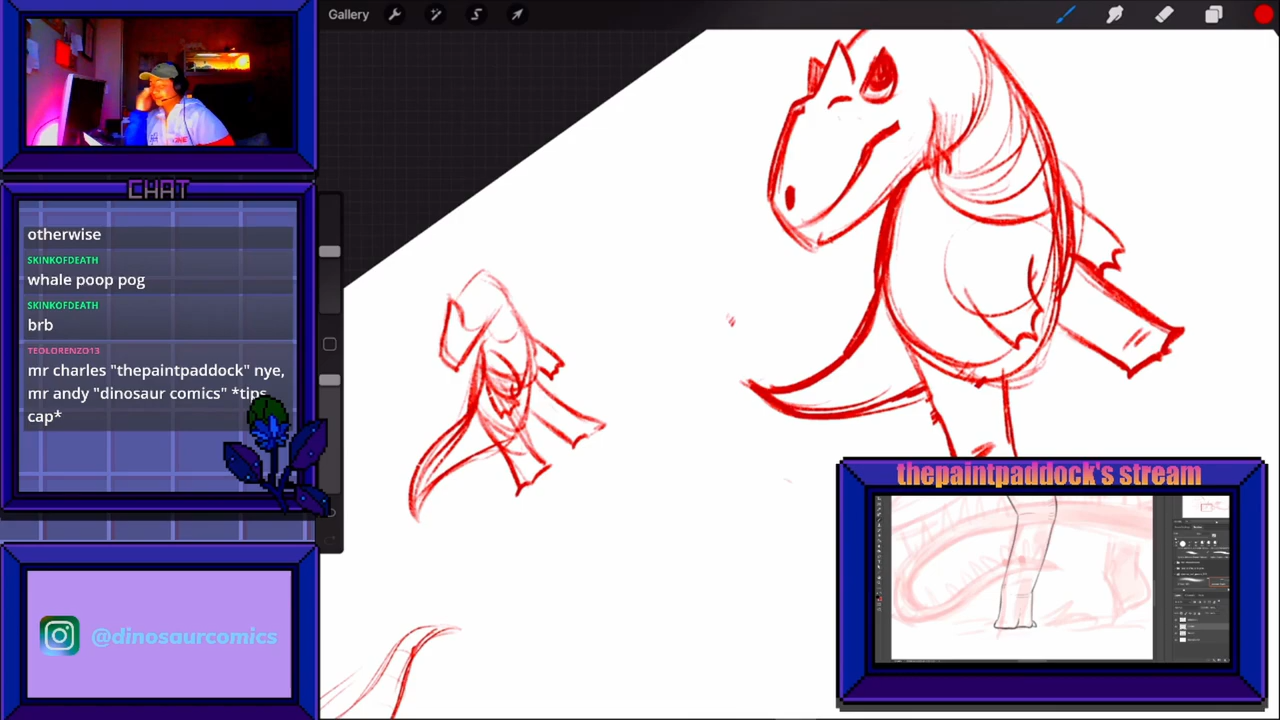 Gallery
CHAT
otherwise
SKINKOFDEATH
whale poop pog
SKINKOFDEATH
brb
TEOLORENZO13
mr charles "thepaintpaddock" nye,
mr andy "dinosaur comics" *tips
cap*
@dinosaurcomics
thepaintpaddock's stream